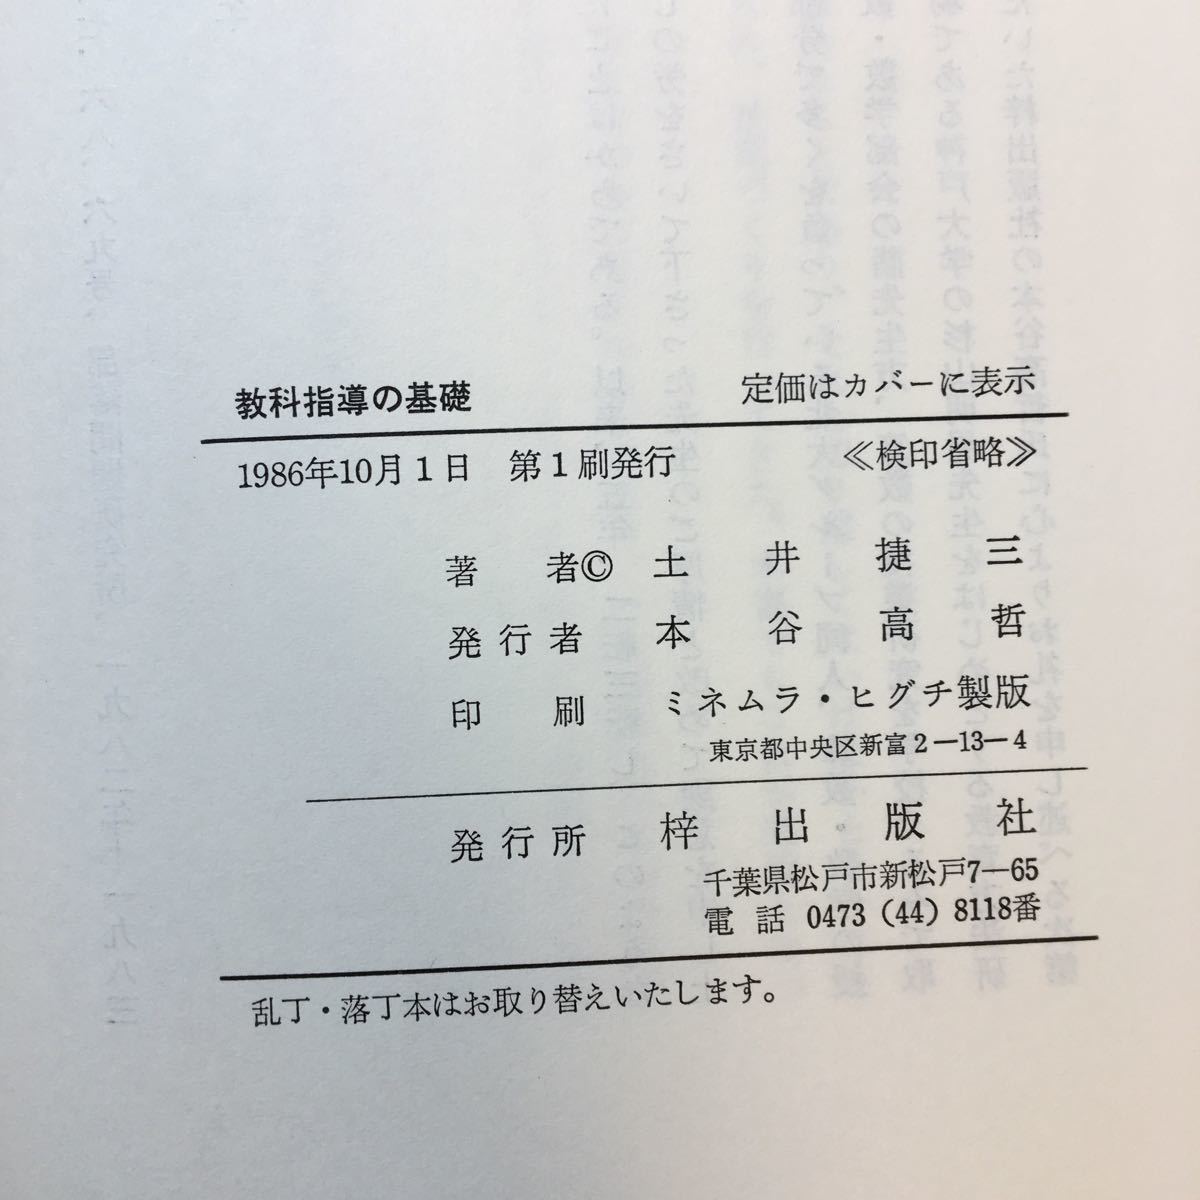 教科指導の基礎　定価はカバーに表示
1986年10月1日　第1刷発行　≪検印省略≫
著　者©　土井捷三
発行者　本谷高哲
印　刷　ミネムラ・ヒグチ製版
東京都中央区新富2―13―4
発行所　梓出版社
千葉県松戸市新松戸7―65
電　話　0473（44）8118番
乱丁・落丁本はお取り替えいたします。